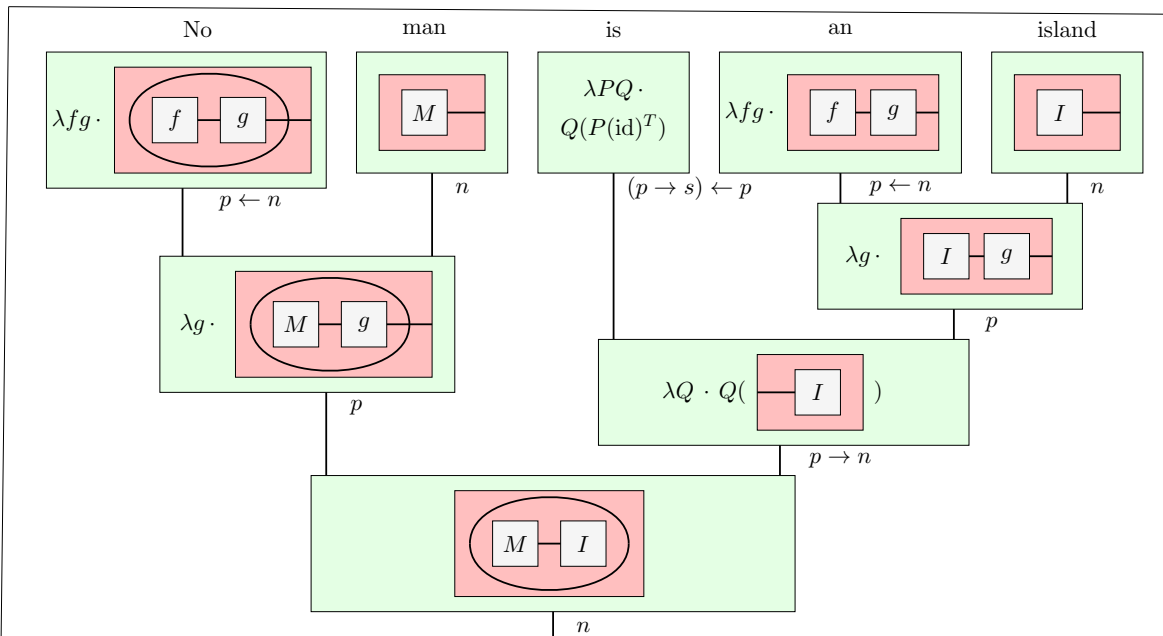 No man is an island
λfg · f g
M
λPQ ·
Q(P(id)^T)
λfg · f g
I
p ← n
n
(p → s) ← p
p ← n
n
λg · I g
p
λg · M g
p
λQ · Q( I )
p → n
M I
n